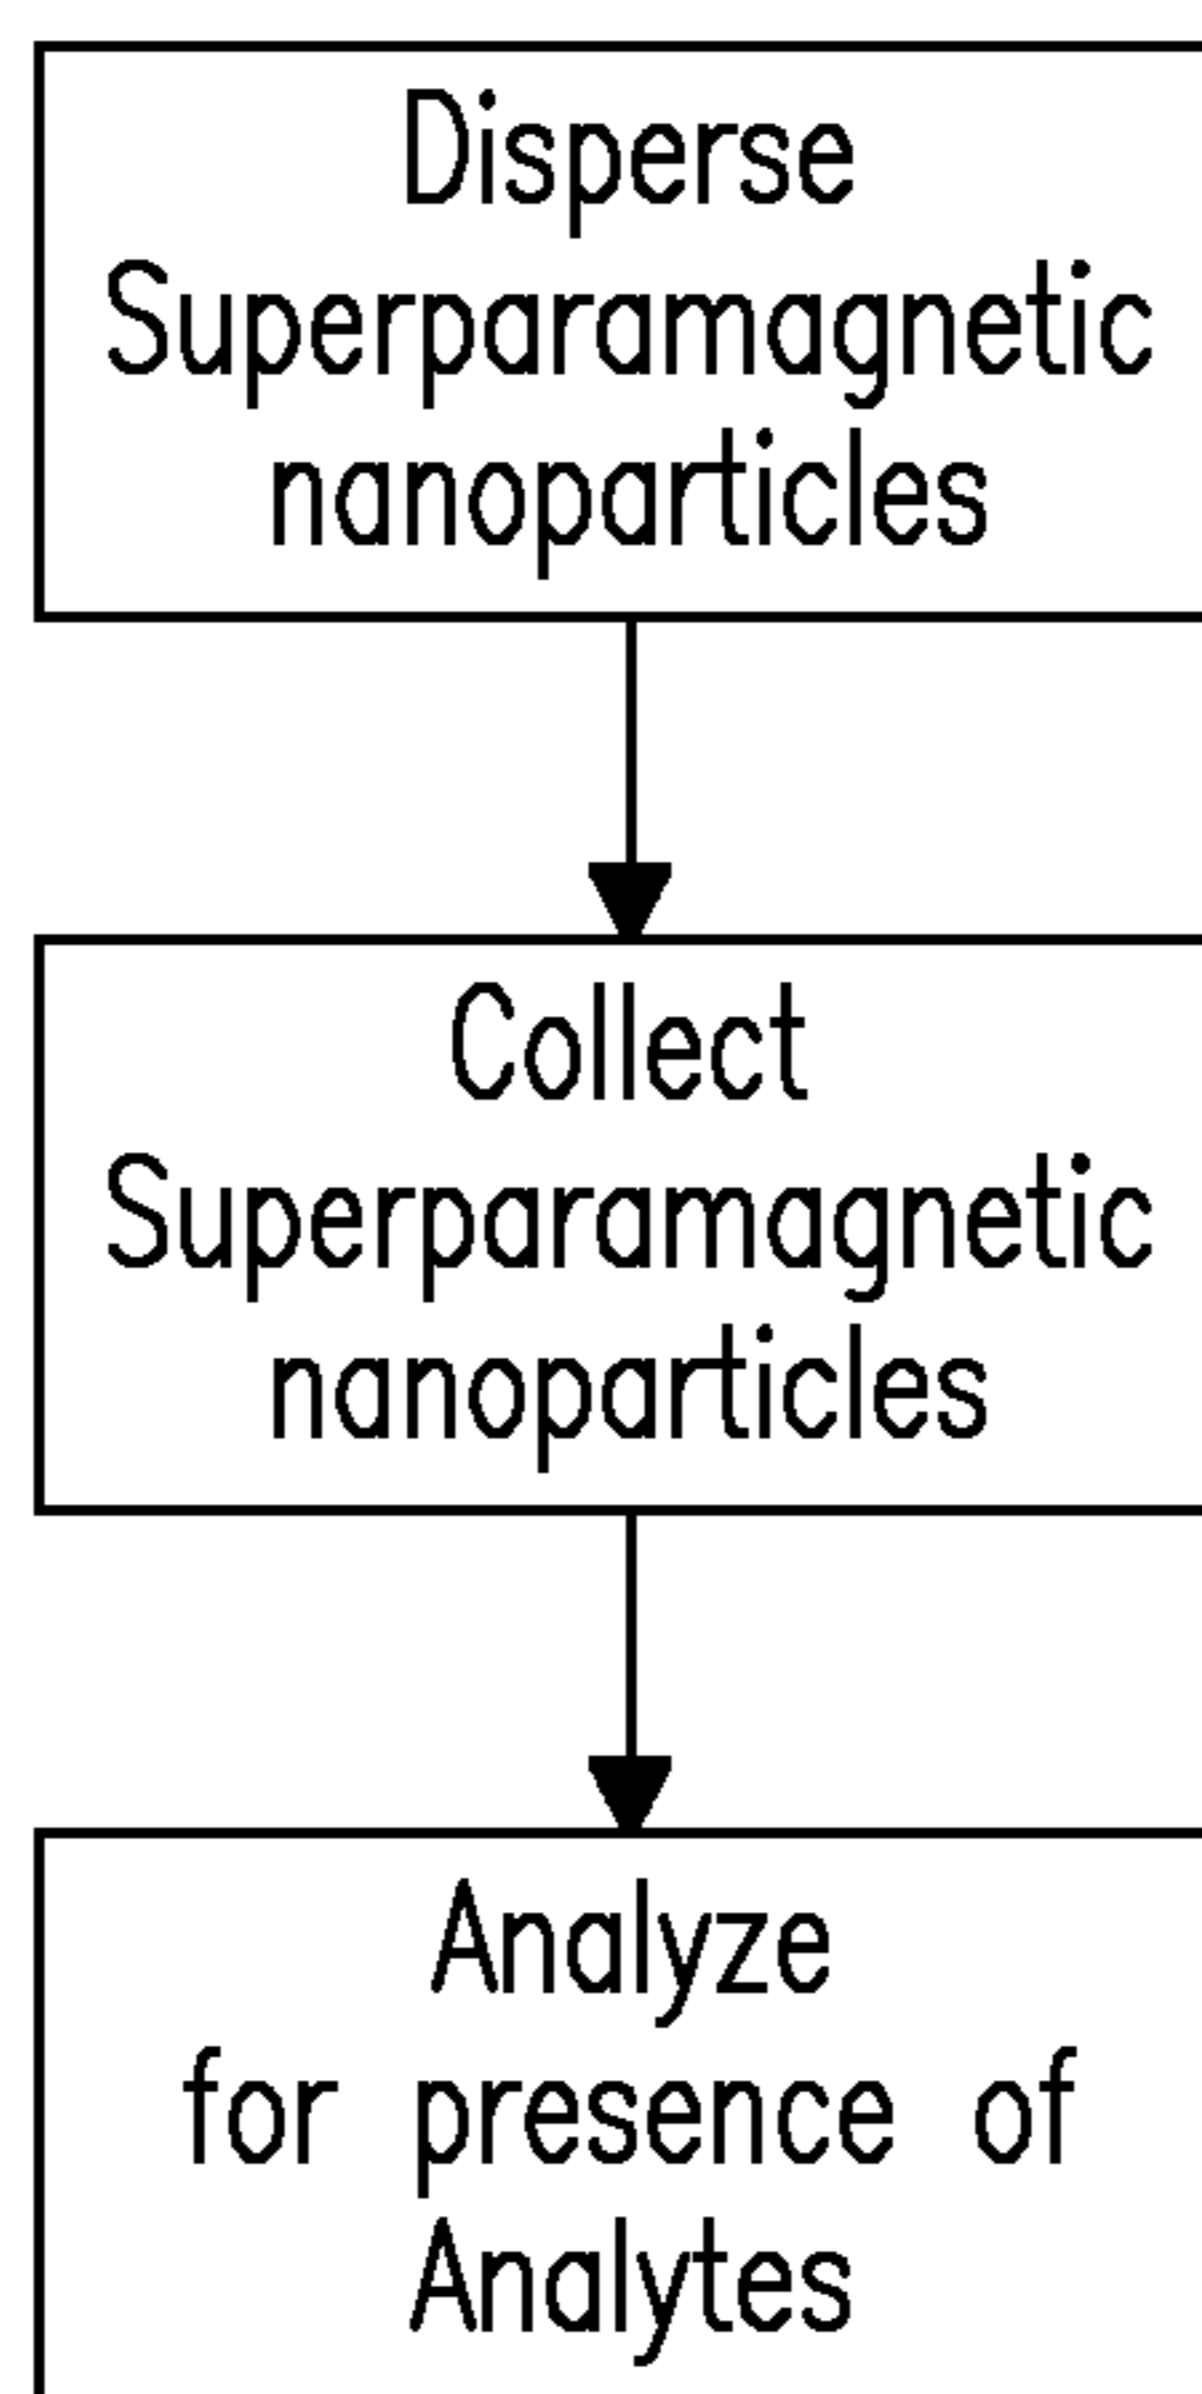 Disperse
Superparamagnetic
nanoparticles
Collect
Superparamagnetic
nanoparticles
Analyze
for presence of
Analytes